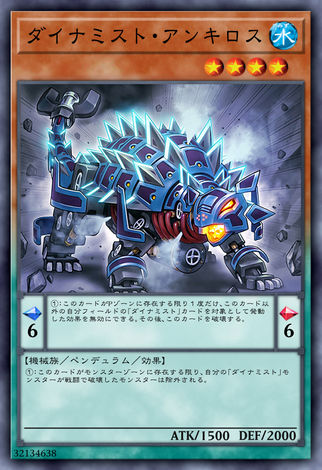 ダイナミスト・アンキロス
水
①:このカードがPゾーンに存在する限り1度だけ、このカード以
外の自分フィールドの「ダイナミスト」カードを対象として発動
した効果を無効にできる。その後、このカードを破壊する。
6
6
【機械族／ペンデュラム／効果】
①:このカードがモンスターゾーンに存在する限り、自分の「ダイナミスト」モ
ンスターが戦闘で破壊したモンスターは除外される。
ATK/1500 DEF/2000
32134638